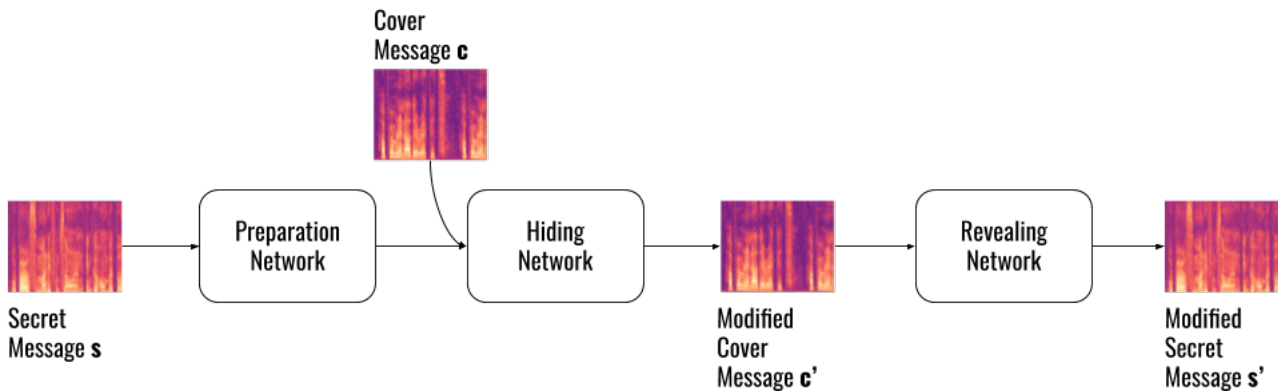 Cover
Message c
Preparation
Network
Hiding
Network
Revealing
Network
Secret
Message s
Modified
Cover
Message c’
Modified
Secret
Message s’